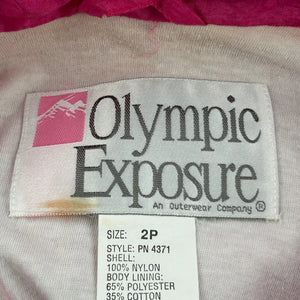 Olympic
Exposure
An Outerwear Company ®
SIZE: 2P
STYLE: PN 4371
SHELL:
100% NYLON
BODY LINING:
65% POLYESTER
35% COTTON